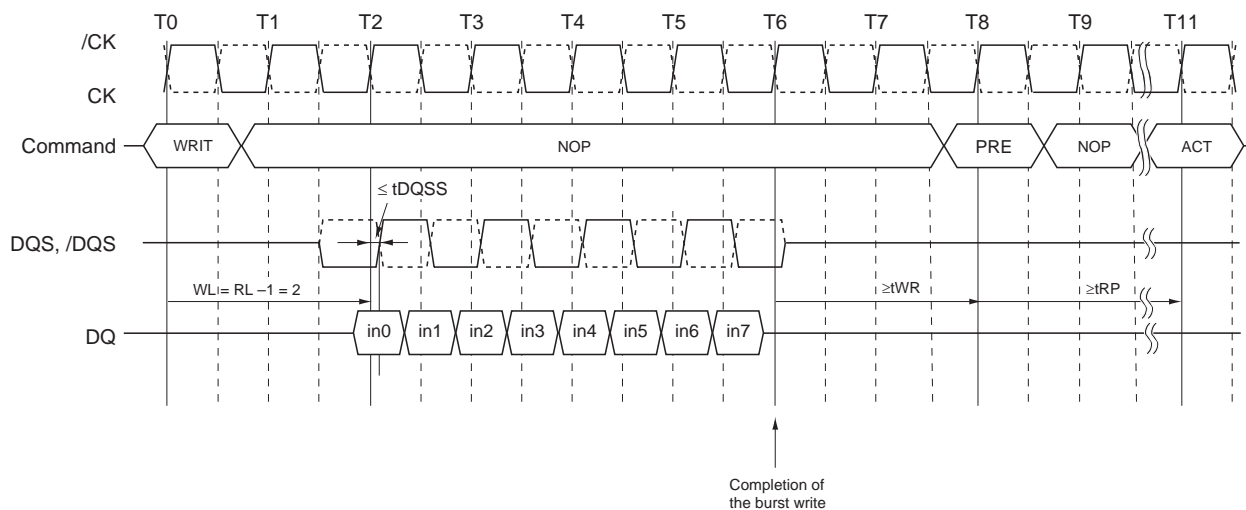 T0 T1 T2 T3 T4 T5 T6 T7 T8 T9 T11
/CK
CK
Command WRIT NOP PRE NOP ACT
≤ tDQSS
DQS, /DQS
WL = RL –1 = 2 ≥tWR ≥tRP
DQ in0 in1 in2 in3 in4 in5 in6 in7
Completion of
the burst write